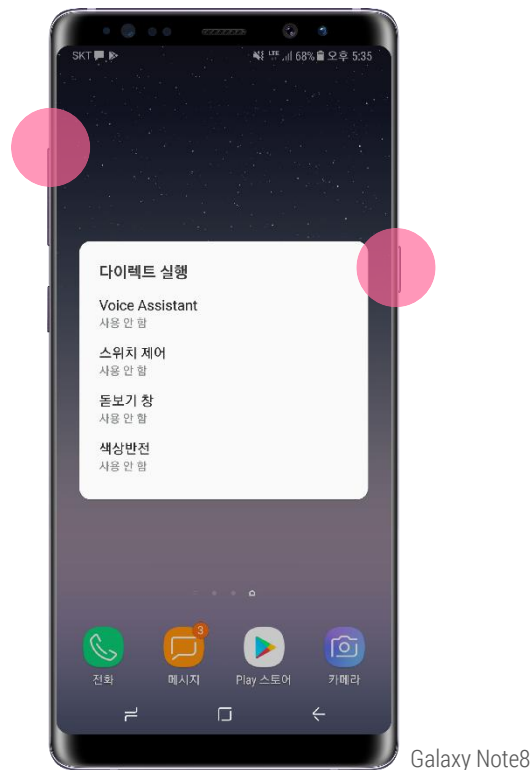 SKT LTE 68% 오후 5:35
다이렉트 실행
Voice Assistant
사용 안 함
스위치 제어
사용 안 함
돋보기 창
사용 안 함
색상반전
사용 안 함
3
전화 메시지 Play 스토어 카메라
Galaxy Note8